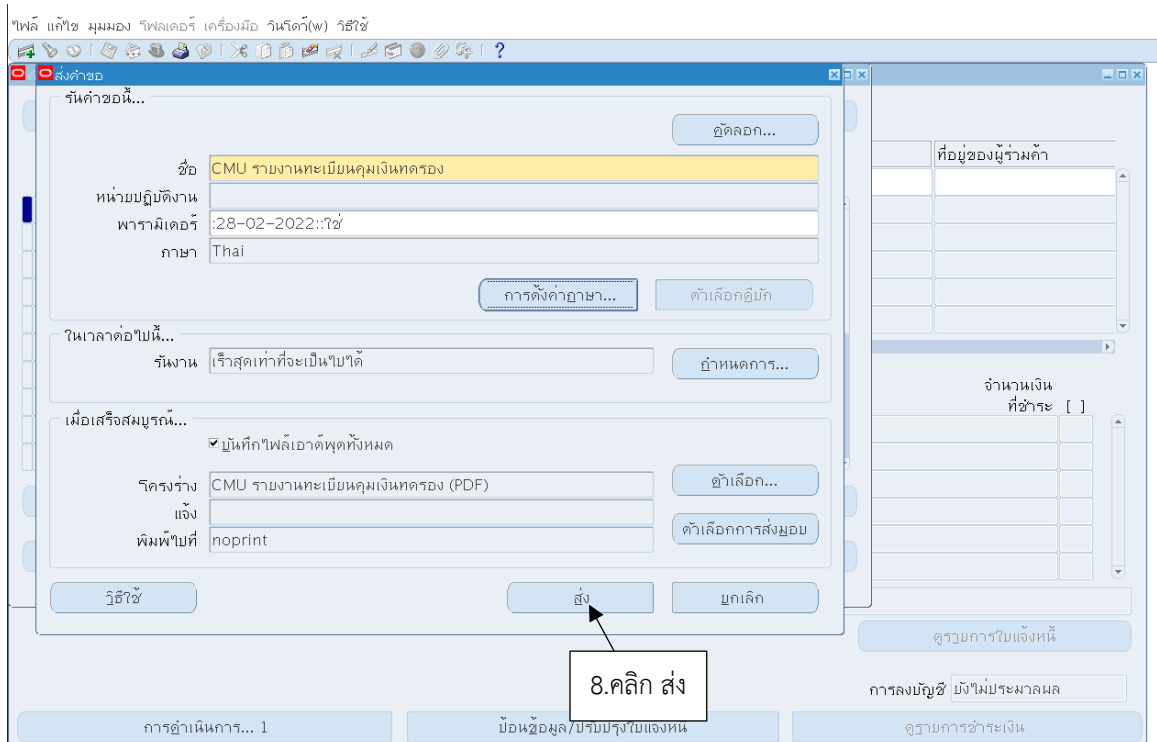 ไฟล์ แก้ไข มุมมอง โฟลเดอร์ เครื่องมือ วินโดว์(w) วิธีใช้
ส่งคำขอ
รันคำขอนี้...
คัดลอก...
ชื่อ CMU รายงานทะเบียนคุมเงินทดรอง
หน่วยปฏิบัติงาน
พารามิเตอร์ :28-02-2022::ใช่
ภาษา Thai
การตั้งค่าภาษา... ตัวเลือกดีบัก
ในเวลาต่อไปนี้...
รันงาน เร็วสุดเท่าที่จะเป็นไปได้ กำหนดการ...
เมื่อเสร็จสมบูรณ์...
บันทึกไฟล์เอาต์พุตทั้งหมด
โครงร่าง CMU รายงานทะเบียนคุมเงินทดรอง (PDF) ตัวเลือก...
แจ้ง
พิมพ์ไปที่ noprint ตัวเลือกการส่งมอบ
วิธีใช้ ส่ง ยกเลิก
8.คลิก ส่ง
ที่อยู่ของผู้ร่วมค้า
จำนวนเงิน
ที่ชำระ [ ]
ดูรายการใบแจ้งหนี้
การลงบัญชี ยังไม่ประมวลผล
การดำเนินการ... 1 ป้อนข้อมูล/ปรับปรุงใบแจ้งหนี้ ดูรายการชำระเงิน